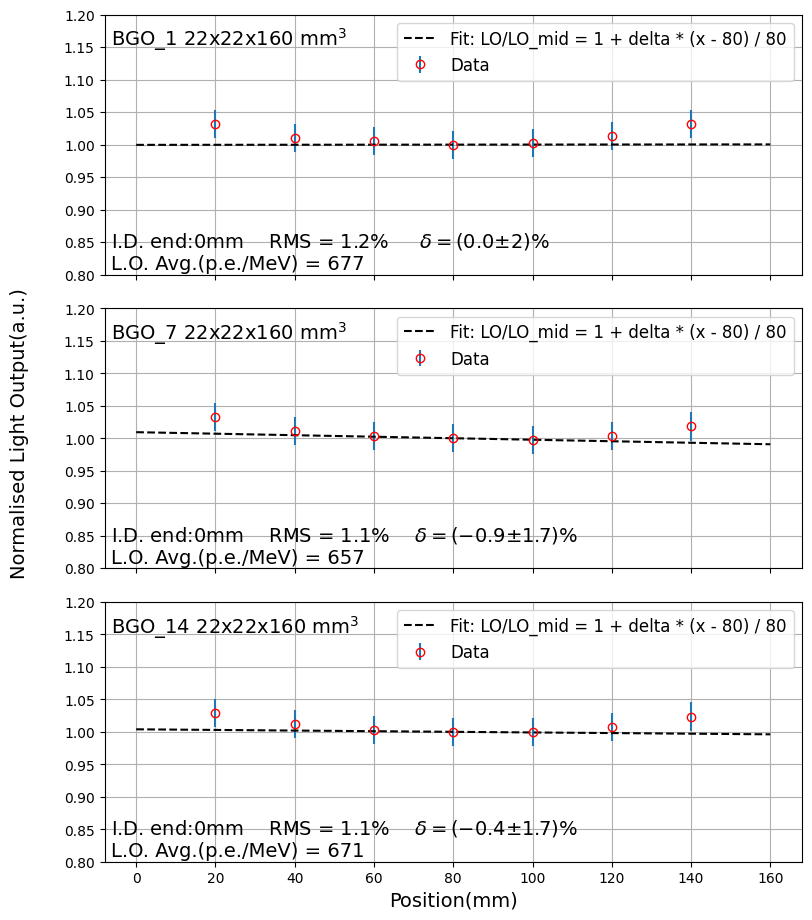 Normalised Light Output(a.u.)
BGO_1 22x22x160 mm³
Fit: LO/LO_mid = 1 + delta * (x - 80) / 80
Data
1.20
1.15
1.10
1.05
1.00
0.95
0.90
0.85
0.80
I.D. end:0mm RMS = 1.2% δ = (0.0±2)%
L.O. Avg.(p.e./MeV) = 677
BGO_7 22x22x160 mm³
Fit: LO/LO_mid = 1 + delta * (x - 80) / 80
Data
1.20
1.15
1.10
1.05
1.00
0.95
0.90
0.85
0.80
I.D. end:0mm RMS = 1.1% δ = (−0.9±1.7)%
L.O. Avg.(p.e./MeV) = 657
BGO_14 22x22x160 mm³
Fit: LO/LO_mid = 1 + delta * (x - 80) / 80
Data
1.20
1.15
1.10
1.05
1.00
0.95
0.90
0.85
0.80
I.D. end:0mm RMS = 1.1% δ = (−0.4±1.7)%
L.O. Avg.(p.e./MeV) = 671
0 20 40 60 80 100 120 140 160
Position(mm)